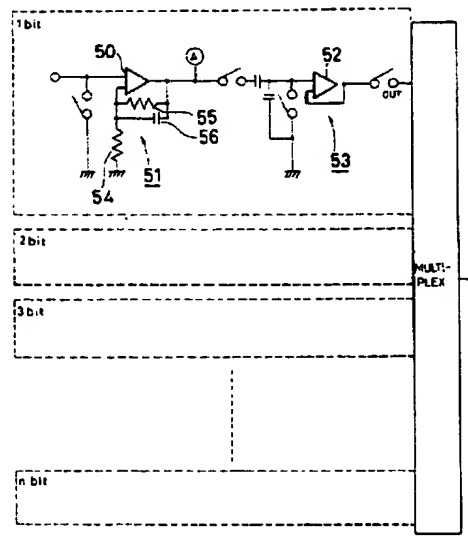 1 bit
50
A
52
OUT
55
56
54
51
53
2 bit
MULTI-
PLEX
3 bit
n bit